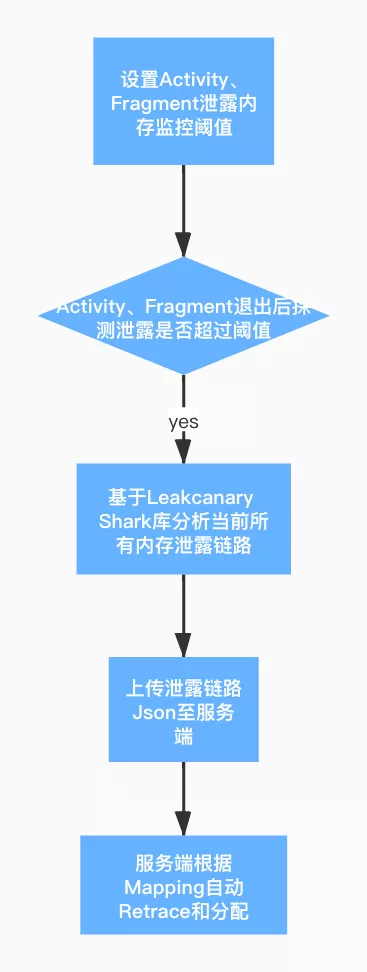 设置Activity、
Fragment泄露内
存监控阈值
Activity、Fragment退出后探
测泄露是否超过阈值
yes
基于Leakcanary
Shark库分析当前所
有内存泄露链路
上传泄露链路
Json至服务
端
服务端根据
Mapping自动
Retrace和分配